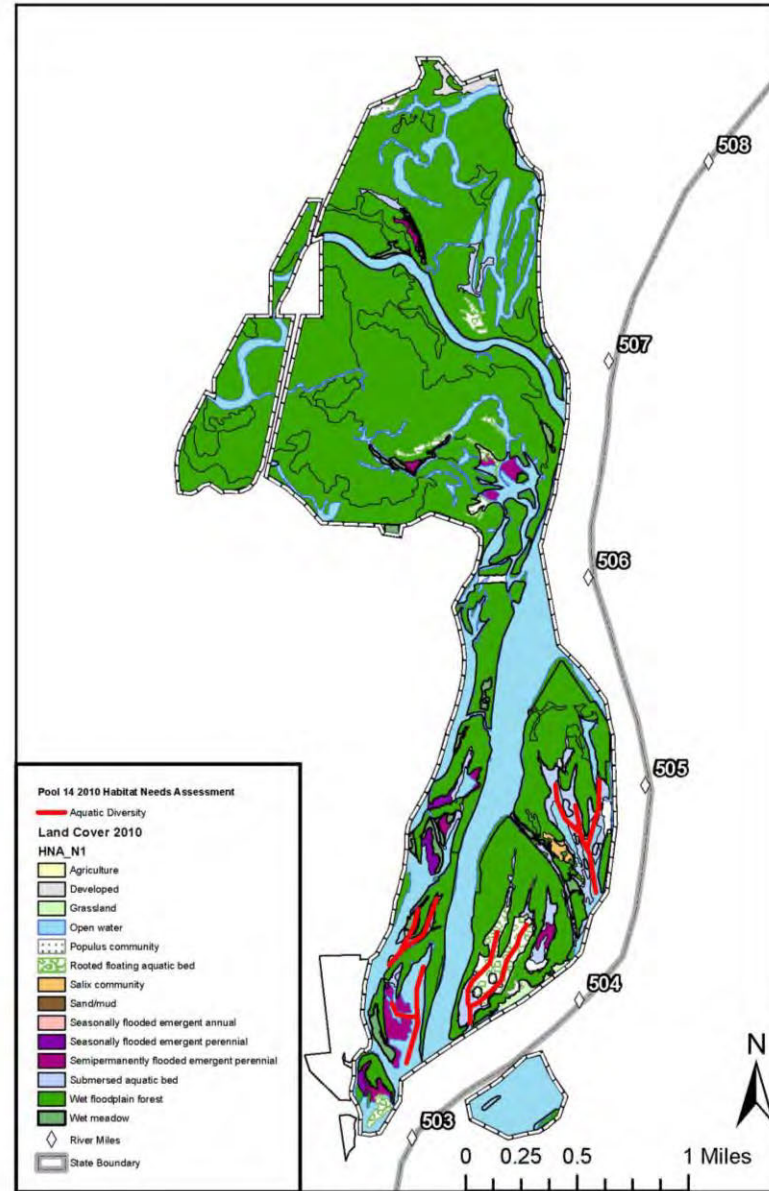 508
507
506
505
504
503
Pool 14 2010 Habitat Needs Assessment
Aquatic Diversity
Land Cover 2010
HNA_N1
Agriculture
Developed
Grassland
Open water
Populus community
Rooted floating aquatic bed
Salix community
Sand/mud
Seasonally flooded emergent annual
Seasonally flooded emergent perennial
Semipermanently flooded emergent perennial
Submersed aquatic bed
Wet floodplain forest
Wet meadow
River Miles
State Boundary
N
0 0.25 0.5 1 Miles